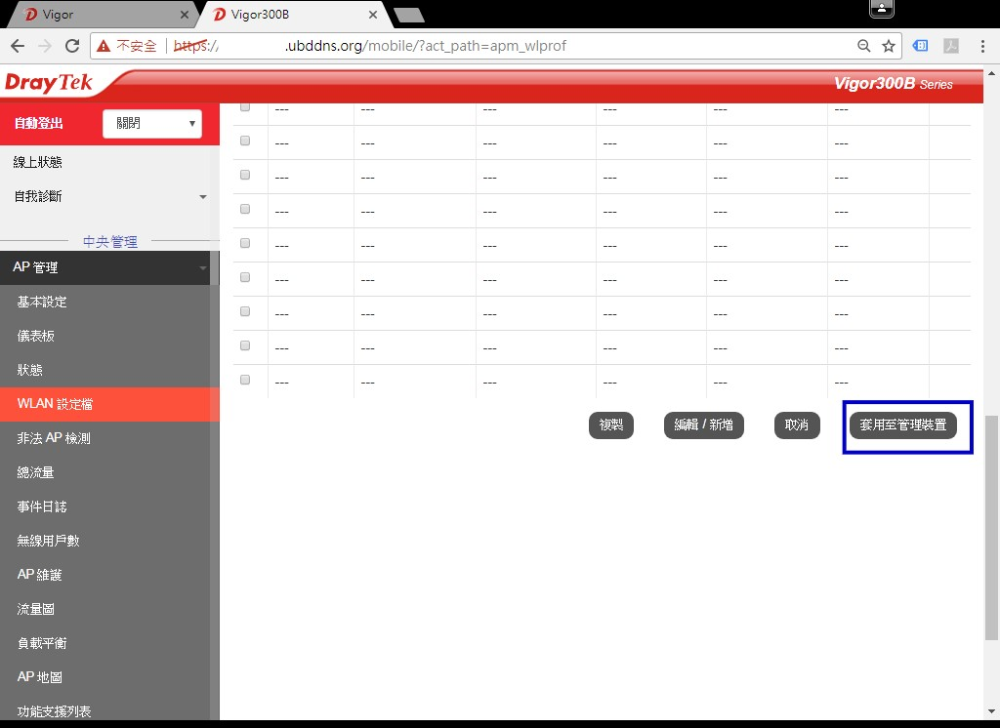 Vigor
Vigor300B
不安全 https:// .ubddns.org/mobile/?act_path=apm_wlprof
DrayTek
Vigor300B Series
自動登出 關閉
線上狀態
自我診斷
中央管理
AP 管理
基本設定
儀表板
狀態
WLAN 設定檔
非法 AP 檢測
總流量
事件日誌
無線用戶數
AP 維護
流量圖
負載平衡
AP 地圖
功能支援列表
--- --- --- --- --- ---
--- --- --- --- --- ---
--- --- --- --- --- ---
--- --- --- --- --- ---
--- --- --- --- --- ---
--- --- --- --- --- ---
--- --- --- --- --- ---
--- --- --- --- --- ---
--- --- --- --- --- ---
複製 編輯 / 新增 取消 套用至管理裝置